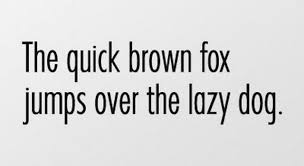 The quick brown fox
jumps over the lazy dog.